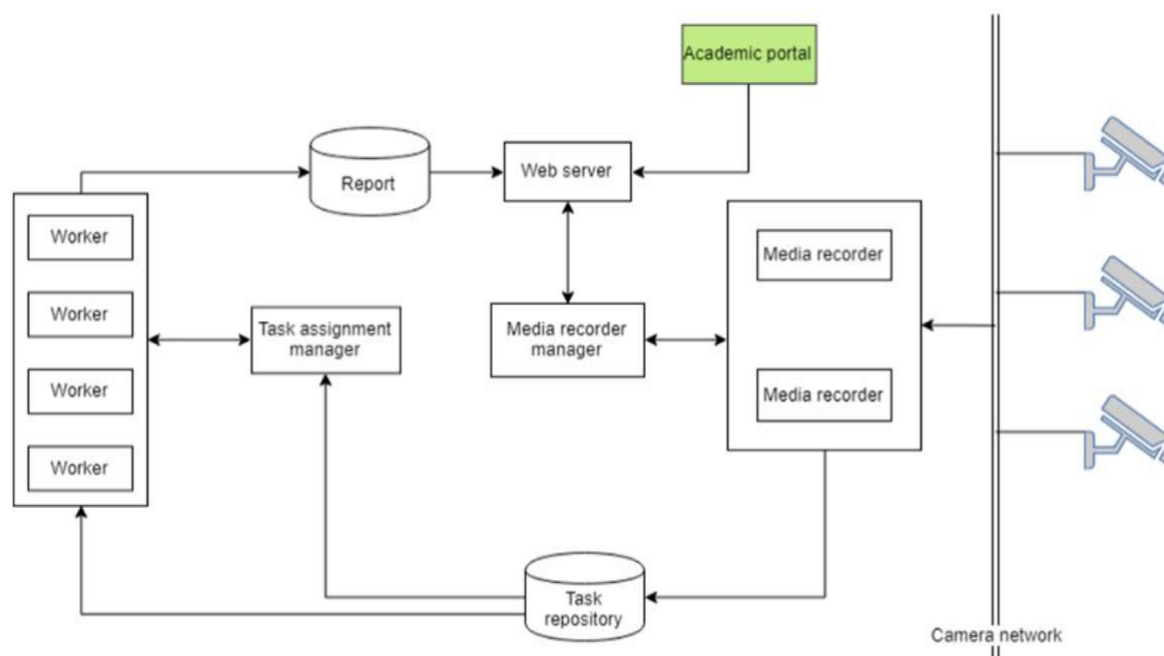 Academic portal
Report
Web server
Worker
Worker
Worker
Worker
Task assignment
manager
Media recorder
manager
Media recorder
Media recorder
Task
repository
Camera network